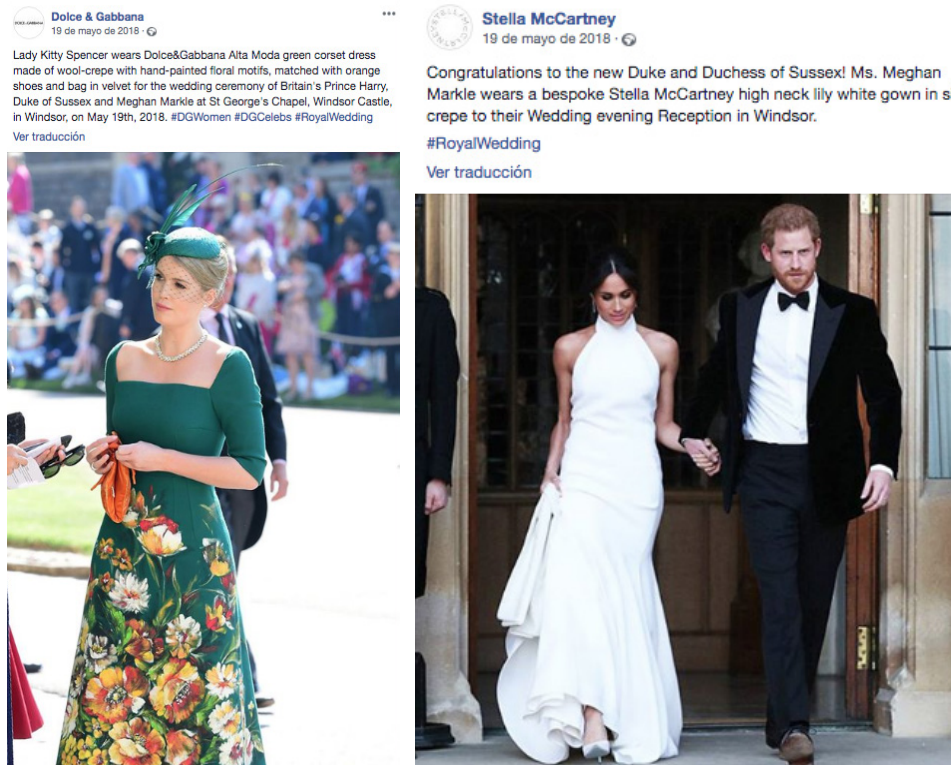 Dolce & Gabbana
19 de mayo de 2018
Lady Kitty Spencer wears Dolce&Gabbana Alta Moda green corset dress
made of wool-crepe with hand-painted floral motifs, matched with orange
shoes and bag in velvet for the wedding ceremony of Britain's Prince Harry,
Duke of Sussex and Meghan Markle at St George's Chapel, Windsor Castle,
in Windsor, on May 19th, 2018. #DGWomen #DGCelebs #RoyalWedding
Ver traducción
Stella McCartney
19 de mayo de 2018
Congratulations to the new Duke and Duchess of Sussex! Ms. Meghan
Markle wears a bespoke Stella McCartney high neck lily white gown in s
crepe to their Wedding evening Reception in Windsor.
#RoyalWedding
Ver traducción